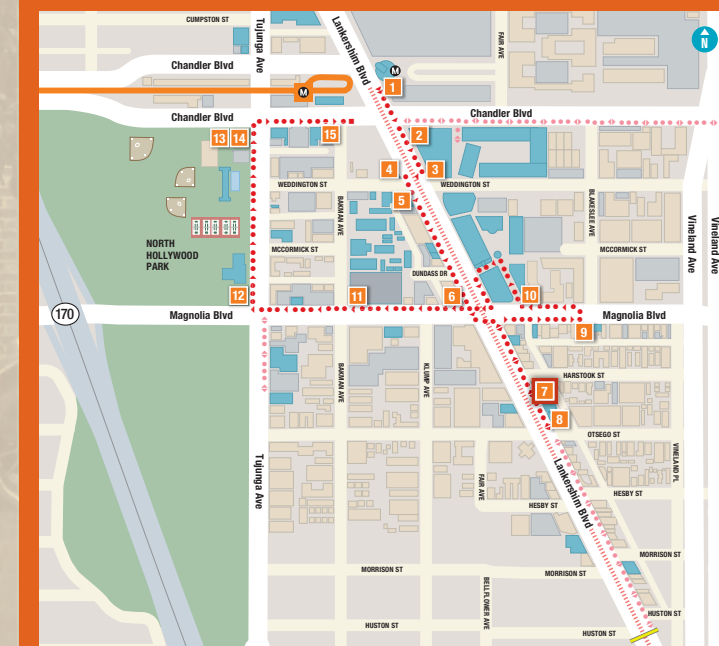 CUMPSTON ST
Tujunga Ave
Lankershim Blvd
FAIR AVE
N
Chandler Blvd
M
M
1
Chandler Blvd
Chandler Blvd
13 14
15
2
4
3
WEDDINGTON ST
WEDDINGTON ST
5
BAKMAN AVE
BLAKESLEE AVE
Vineland Ave
Vineland Ave
NORTH
HOLLYWOOD
PARK
MCCORMICK ST
MCCORMICK ST
DUNDASS DR
12
11
6
10
170
Magnolia Blvd
Magnolia Blvd
9
BAKMAN AVE
KLUMP AVE
HARSTOOK ST
7
8
OTSEGO ST
Tujunga Ave
FAIR AVE
Lankershim Blvd
VINELAND PL
HESBY ST
HESBY ST
MORRISON ST
MORRISON ST
MORRISON ST
BELLFLOWER AVE
HUSTON ST
HUSTON ST
HUSTON ST